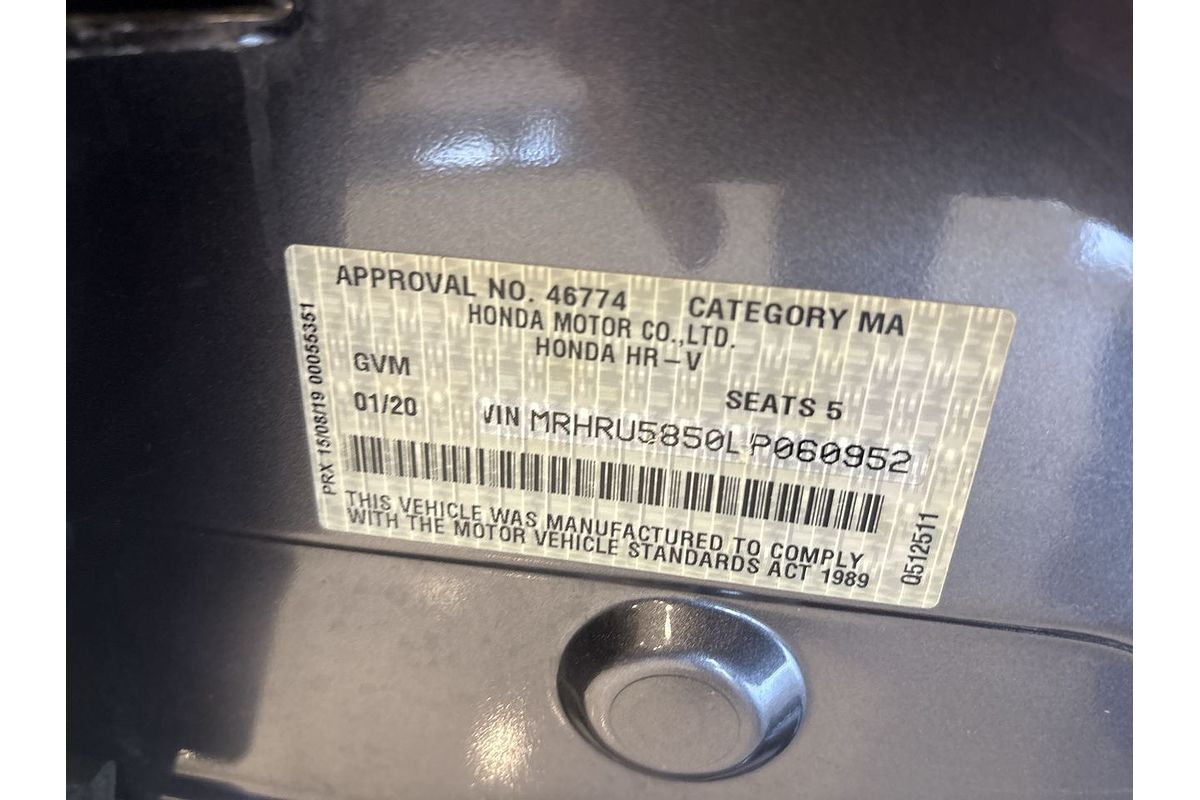 APPROVAL NO. 46774 CATEGORY MA
HONDA MOTOR CO.,LTD.
HONDA HR-V
GVM SEATS 5
01/20 VIN MRHRU5850LP060952
THIS VEHICLE WAS MANUFACTURED TO COMPLY
WITH THE MOTOR VEHICLE STANDARDS ACT 1989
PRX 15/08/19 00055351
Q512511